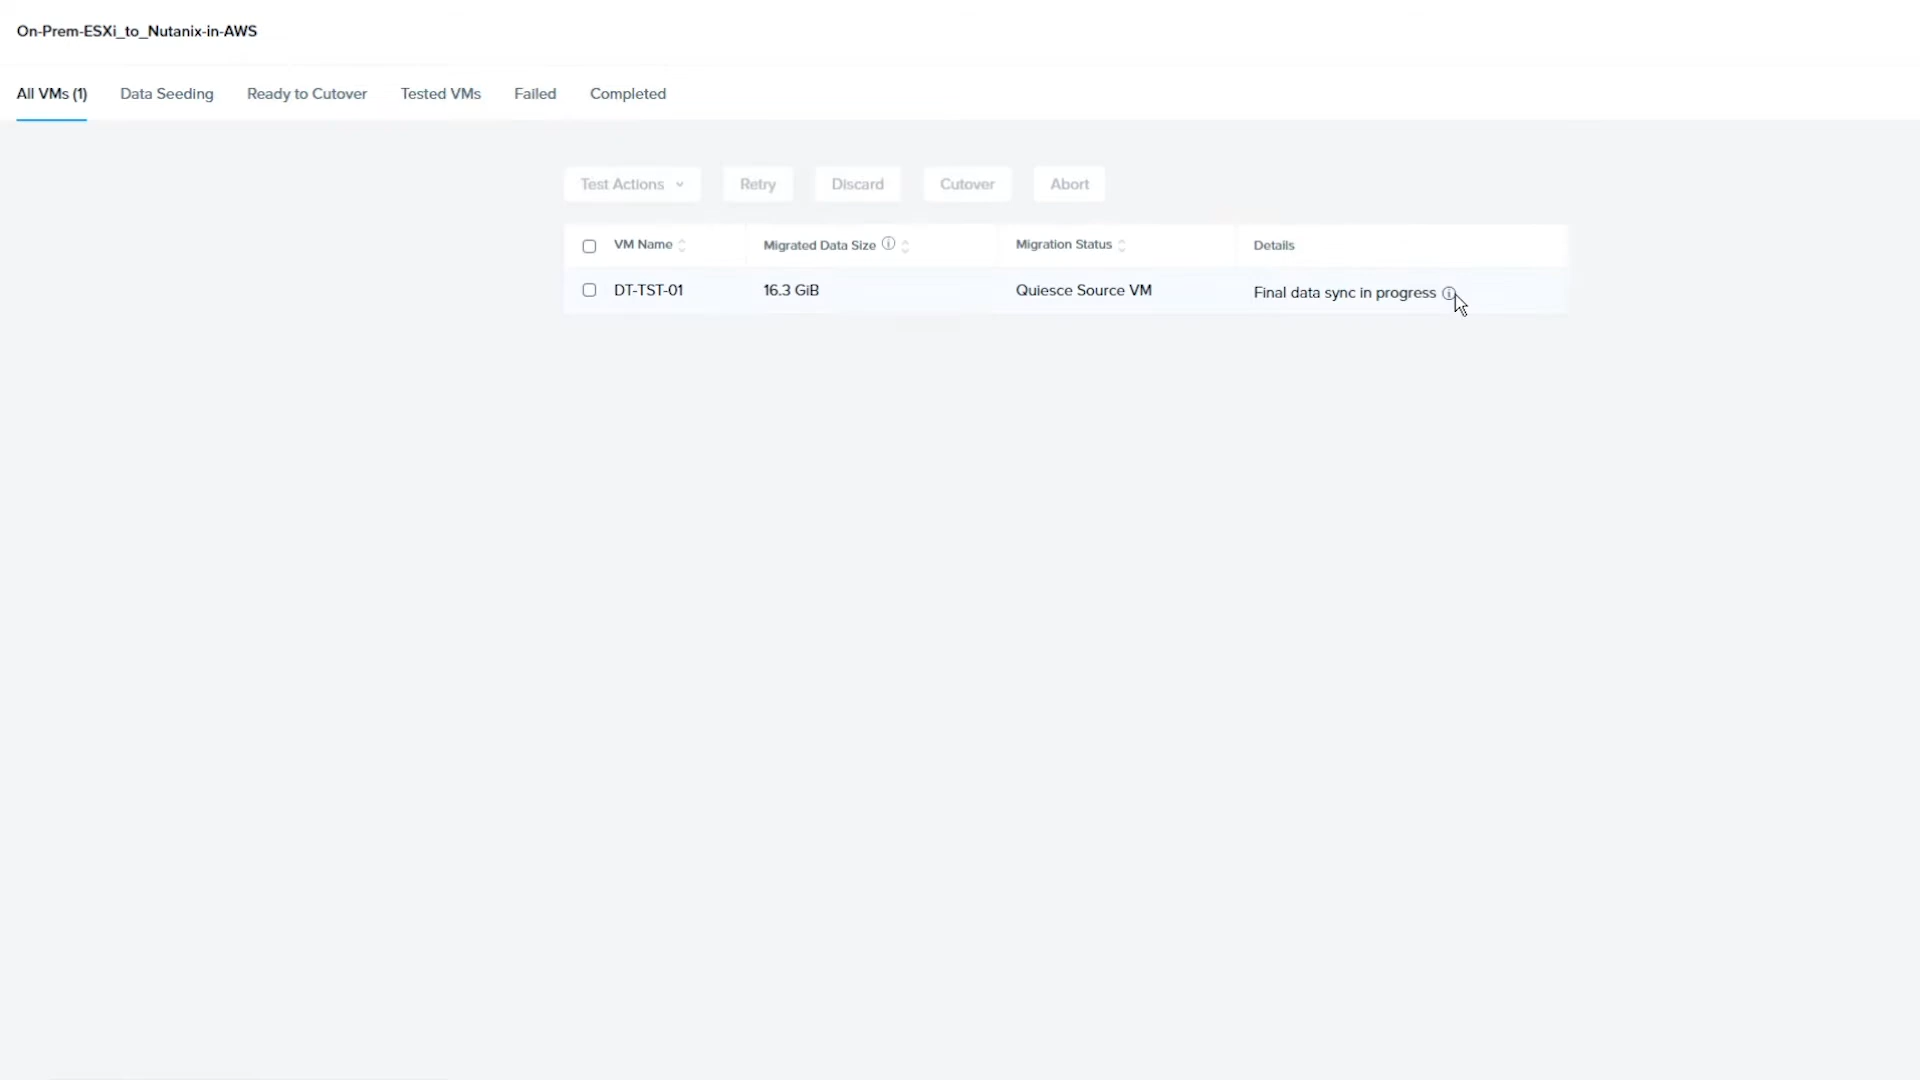 On-Prem-ESXi_to_Nutanix-in-AWS
All VMs (1) Data Seeding Ready to Cutover Tested VMs Failed Completed
Test Actions Retry Discard Cutover Abort
VM Name Migrated Data Size Migration Status Details
DT-TST-01 16.3 GiB Quiesce Source VM Final data sync in progress